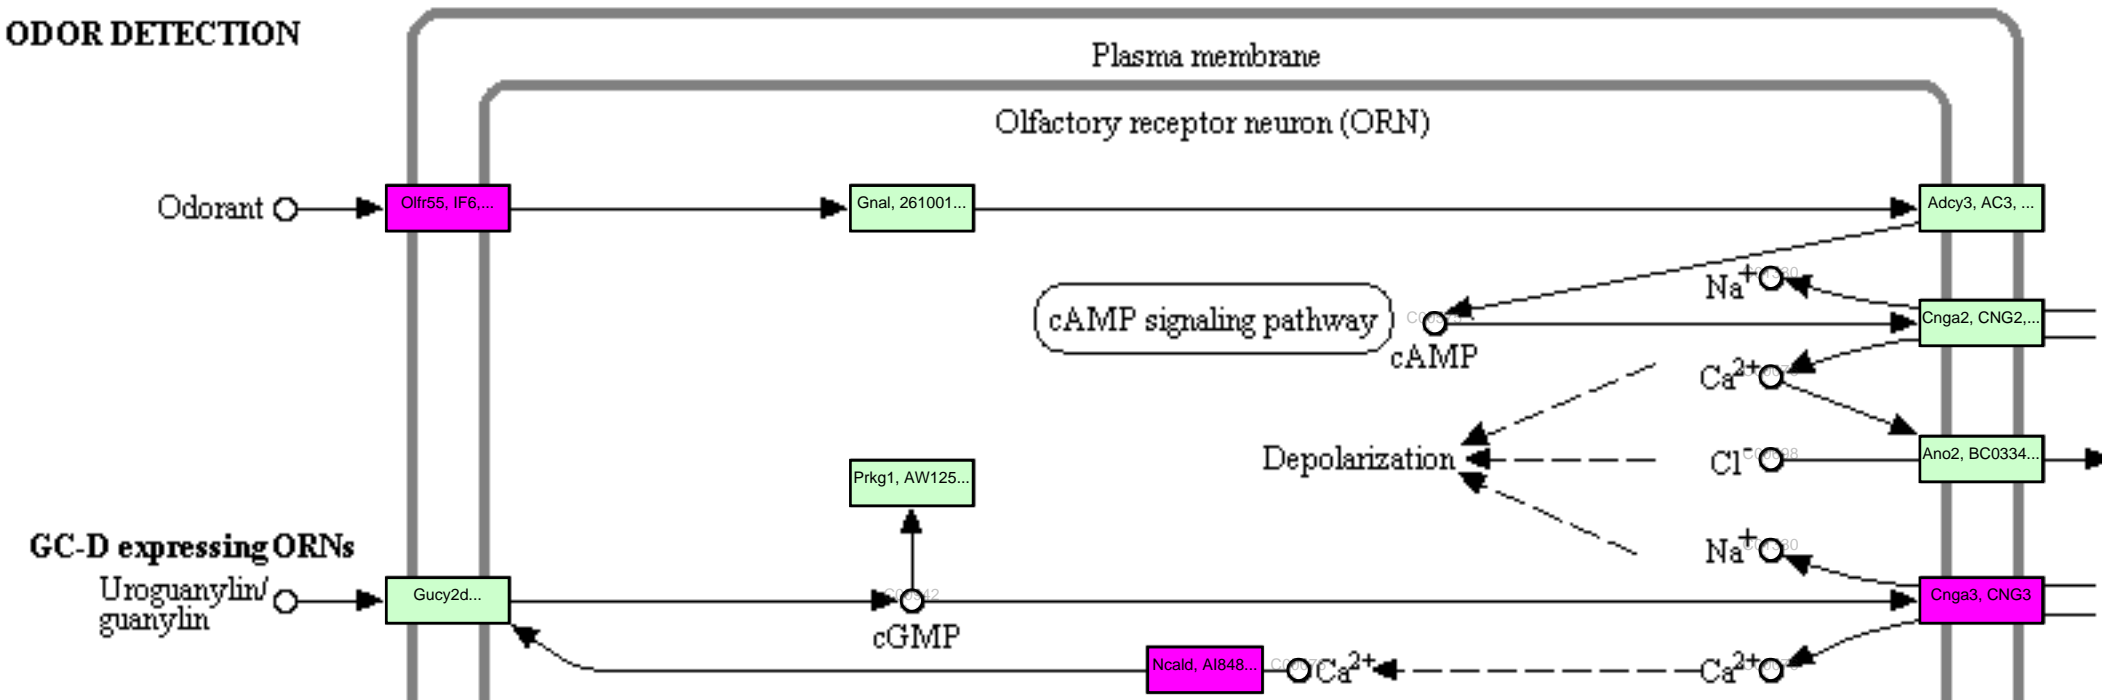 ODOR DETECTION
Plasma membrane
Olfactory receptor neuron (ORN)
Odorant
Olfr55, IF6,...
Gnal, 261001...
Adcy3, AC3, ...
Na+
cAMP signaling pathway
cAMP
Cnga2, CNG2,...
Ca2+
Depolarization
Cl-
Ano2, BC0334...
Prkg1, AW125...
GC-D expressing ORNs
Na+
Uroguanylin/
guanylin
Gucy2d...
cGMP
Cnga3, CNG3
Ncald, AI848...
Ca2+
Ca2+